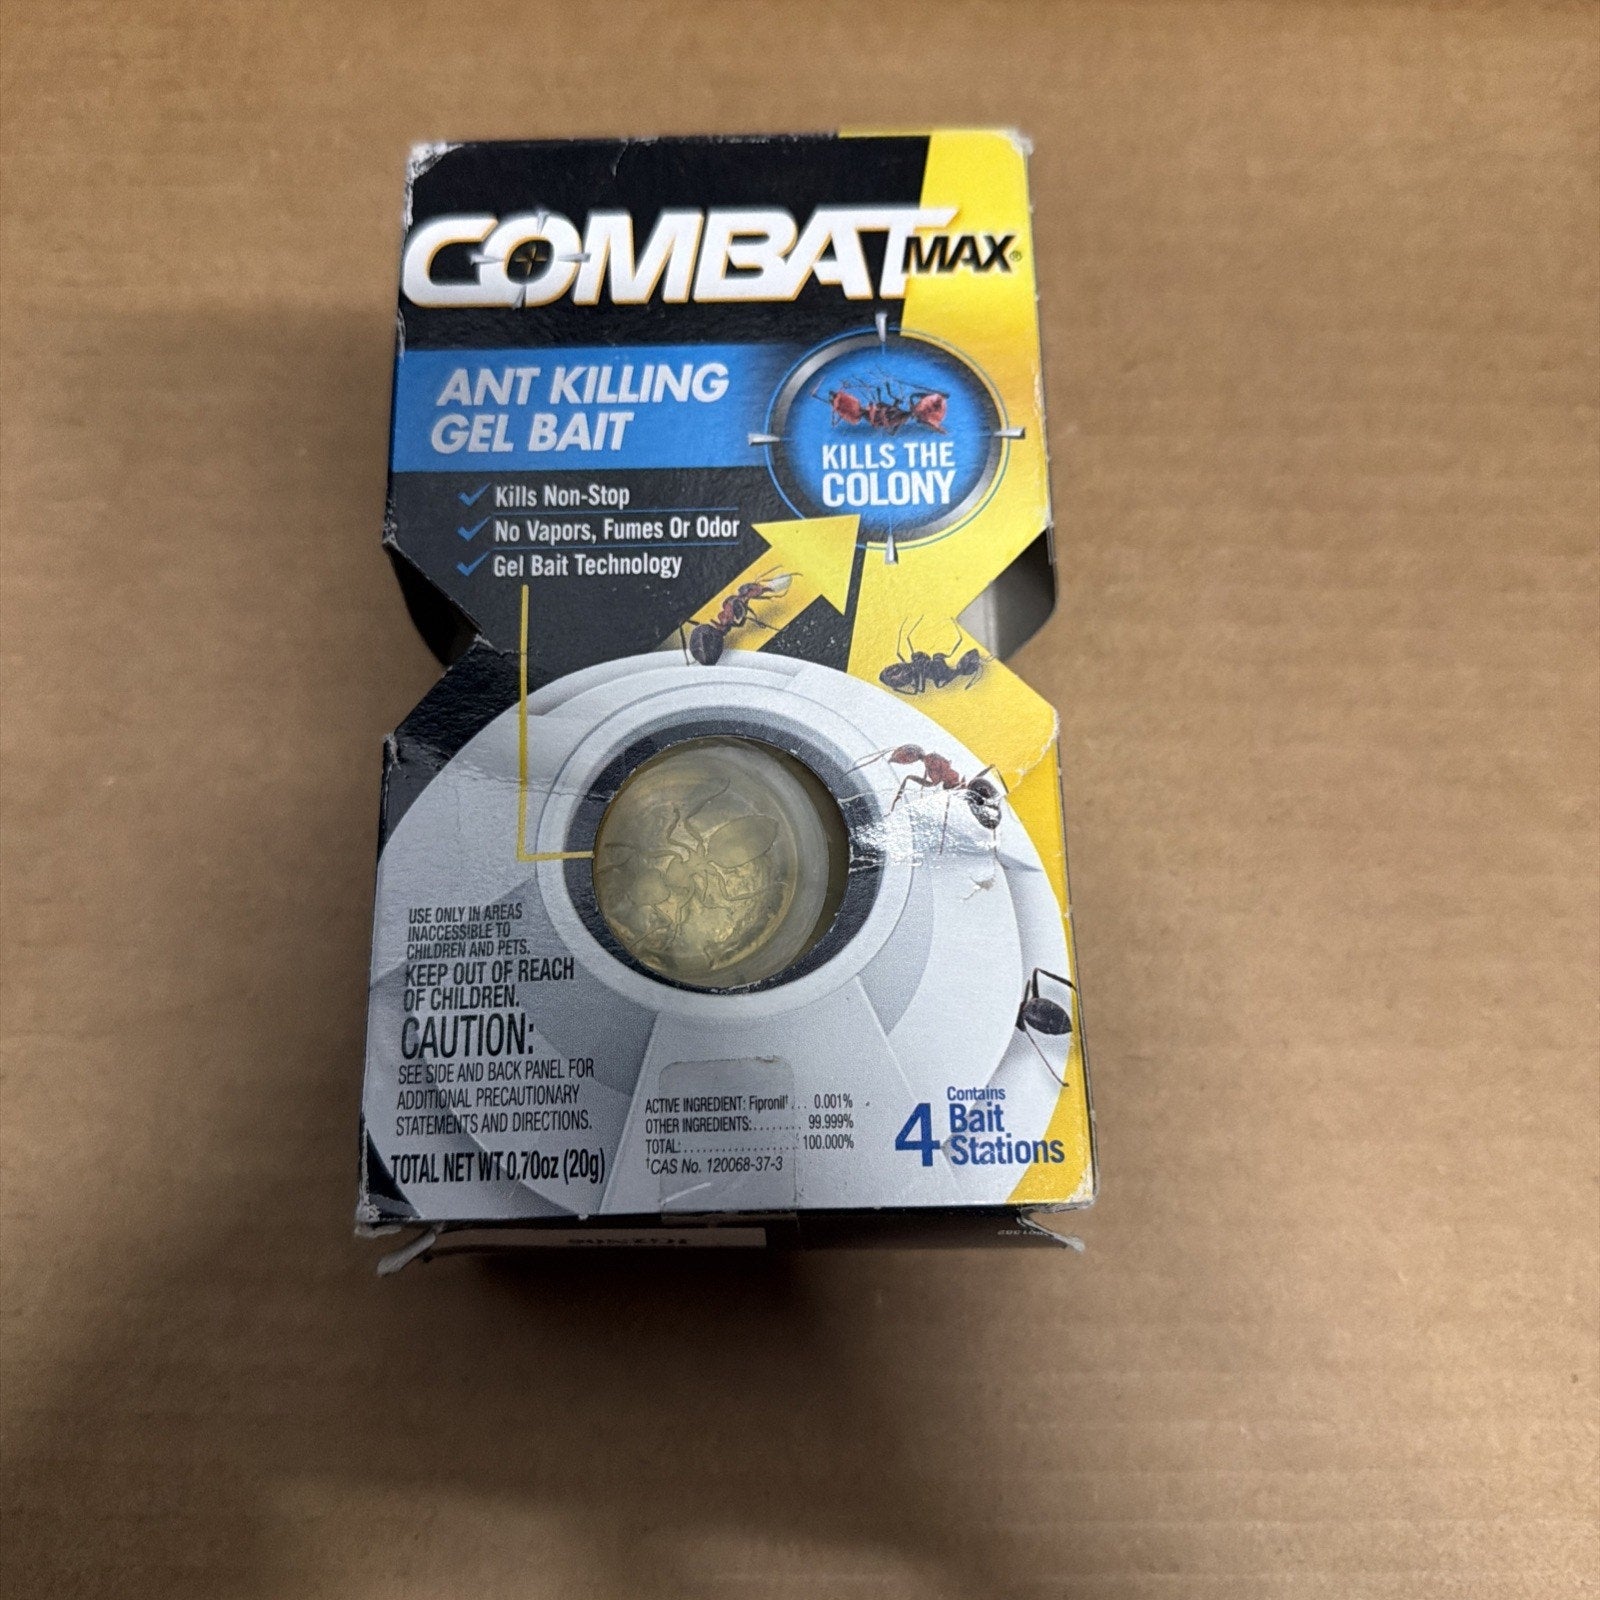 COMBAT MAX®
ANT KILLING
GEL BAIT
KILLS THE
COLONY
Kills Non-Stop
No Vapors, Fumes Or Odor
Gel Bait Technology
USE ONLY IN AREAS
INACCESSIBLE TO
CHILDREN AND PETS.
KEEP OUT OF REACH
OF CHILDREN.
CAUTION:
SEE SIDE AND BACK PANEL FOR
ADDITIONAL PRECAUTIONARY
STATEMENTS AND DIRECTIONS.
TOTAL NET WT 0.70oz (20g)
ACTIVE INGREDIENT: Fipronil† . . . 0.001%
OTHER INGREDIENTS:........ 99.999%
TOTAL:................ 100.000%
†CAS No. 120068-37-3
Contains
4 Bait
Stations